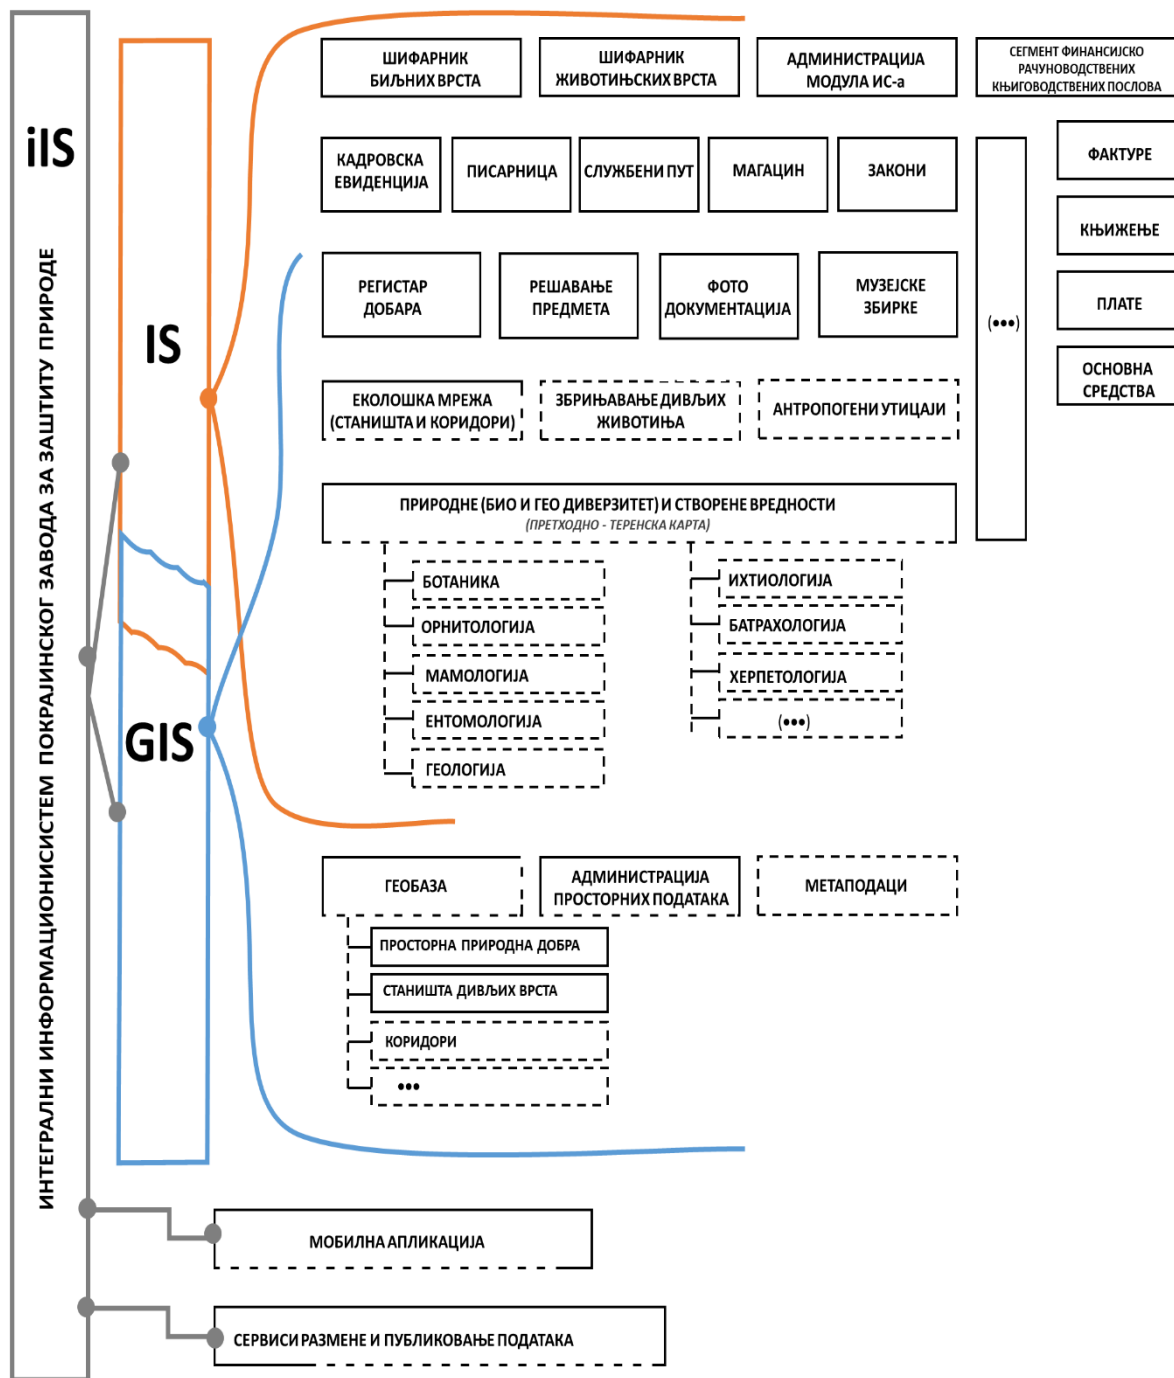 iIS
ИНТЕГРАЛНИ ИНФОРМАЦИОНИСИСТЕМ ПОКРАЈИНСКОГ ЗАВОДА ЗА ЗАШТИТУ ПРИРОДЕ
IS
GIS
ШИФАРНИК
БИЉНИХ ВРСТА
ШИФАРНИК
ЖИВОТИЊСКИХ ВРСТА
АДМИНИСТРАЦИЈА
МОДУЛА ИС-а
СЕГМЕНТ ФИНАНСИЈСКО
РАЧУНОВОДСТВЕНИХ
КЊИГОВОДСТВЕНИХ ПОСЛОВА
КАДРОВСКА
ЕВИДЕНЦИЈА
ПИСАРНИЦА
СЛУЖБЕНИ ПУТ
МАГАЦИН
ЗАКОНИ
(•••)
ФАКТУРЕ
КЊИЖЕЊЕ
ПЛАТЕ
ОСНОВНА
СРЕДСТВА
РЕГИСТАР
ДОБАРА
РЕШАВАЊЕ
ПРЕДМЕТА
ФОТО
ДОКУМЕНТАЦИЈА
МУЗЕЈСКЕ
ЗБИРКЕ
ЕКОЛОШКА МРЕЖА
(СТАНИШТА И КОРИДОРИ)
ЗБРИЊАВАЊЕ ДИВЉИХ
ЖИВОТИЊА
АНТРОПОГЕНИ УТИЦАЈИ
ПРИРОДНЕ (БИО И ГЕО ДИВЕРЗИТЕТ) И СТВОРЕНЕ ВРЕДНОСТИ
(ПРЕТХОДНО - ТЕРЕНСКА КАРТА)
БОТАНИКА
ОРНИТОЛОГИЈА
МАМОЛОГИЈА
ЕНТОМОЛОГИЈА
ГЕОЛОГИЈА
ИХТИОЛОГИЈА
БАТРАХОЛОГИЈА
ХЕРПЕТОЛОГИЈА
(•••)
ГЕОБАЗА
АДМИНИСТРАЦИЈА
ПРОСТОРНИХ ПОДАТАКА
МЕТАПОДАЦИ
ПРОСТОРНА ПРИРОДНА ДОБРА
СТАНИШТА ДИВЉИХ ВРСТА
КОРИДОРИ
•••
МОБИЛНА АПЛИКАЦИЈА
СЕРВИСИ РАЗМЕНЕ И ПУБЛИКОВАЊЕ ПОДАТАКА